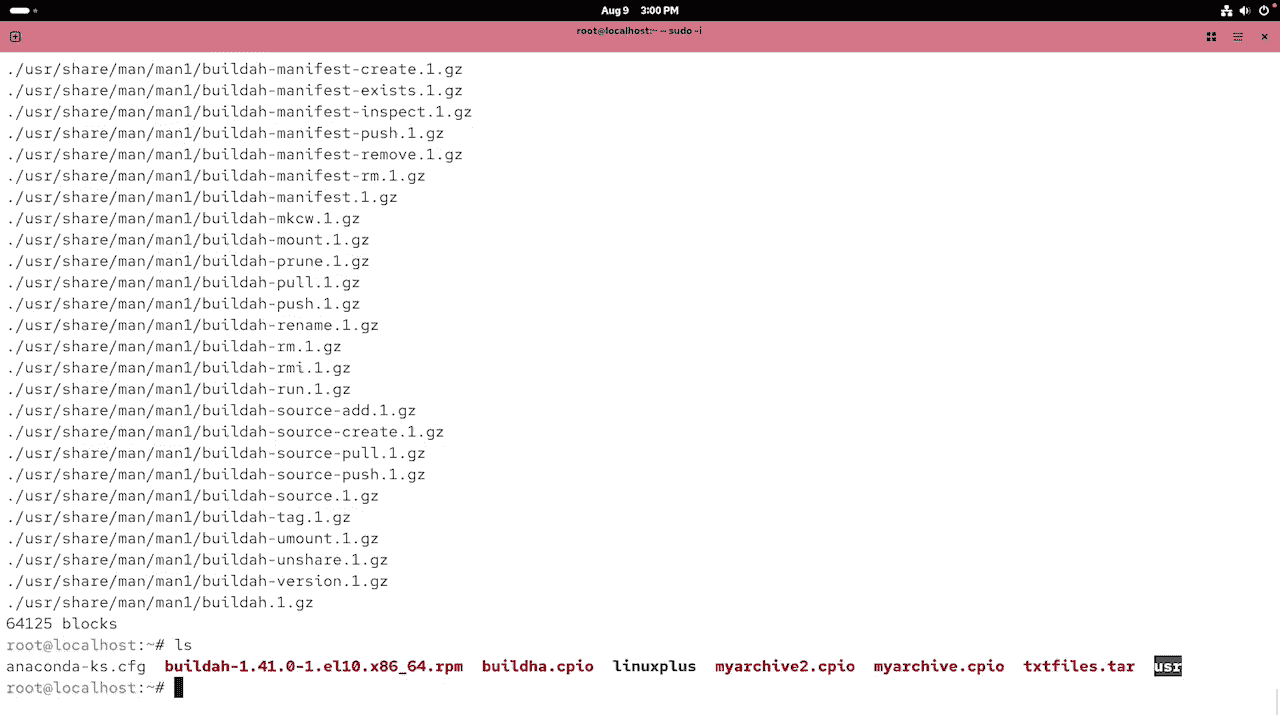 Aug 9 3:00 PM
root@localhost:~ — sudo -i
./usr/share/man/man1/buildah-manifest-create.1.gz
./usr/share/man/man1/buildah-manifest-exists.1.gz
./usr/share/man/man1/buildah-manifest-inspect.1.gz
./usr/share/man/man1/buildah-manifest-push.1.gz
./usr/share/man/man1/buildah-manifest-remove.1.gz
./usr/share/man/man1/buildah-manifest-rm.1.gz
./usr/share/man/man1/buildah-manifest.1.gz
./usr/share/man/man1/buildah-mkcw.1.gz
./usr/share/man/man1/buildah-mount.1.gz
./usr/share/man/man1/buildah-prune.1.gz
./usr/share/man/man1/buildah-pull.1.gz
./usr/share/man/man1/buildah-push.1.gz
./usr/share/man/man1/buildah-rename.1.gz
./usr/share/man/man1/buildah-rm.1.gz
./usr/share/man/man1/buildah-rmi.1.gz
./usr/share/man/man1/buildah-run.1.gz
./usr/share/man/man1/buildah-source-add.1.gz
./usr/share/man/man1/buildah-source-create.1.gz
./usr/share/man/man1/buildah-source-pull.1.gz
./usr/share/man/man1/buildah-source-push.1.gz
./usr/share/man/man1/buildah-source.1.gz
./usr/share/man/man1/buildah-tag.1.gz
./usr/share/man/man1/buildah-umount.1.gz
./usr/share/man/man1/buildah-unshare.1.gz
./usr/share/man/man1/buildah-version.1.gz
./usr/share/man/man1/buildah.1.gz
64125 blocks
root@localhost:~# ls
anaconda-ks.cfg buildah-1.41.0-1.el10.x86_64.rpm buildha.cpio linuxplus myarchive2.cpio myarchive.cpio txtfiles.tar usr
root@localhost:~#